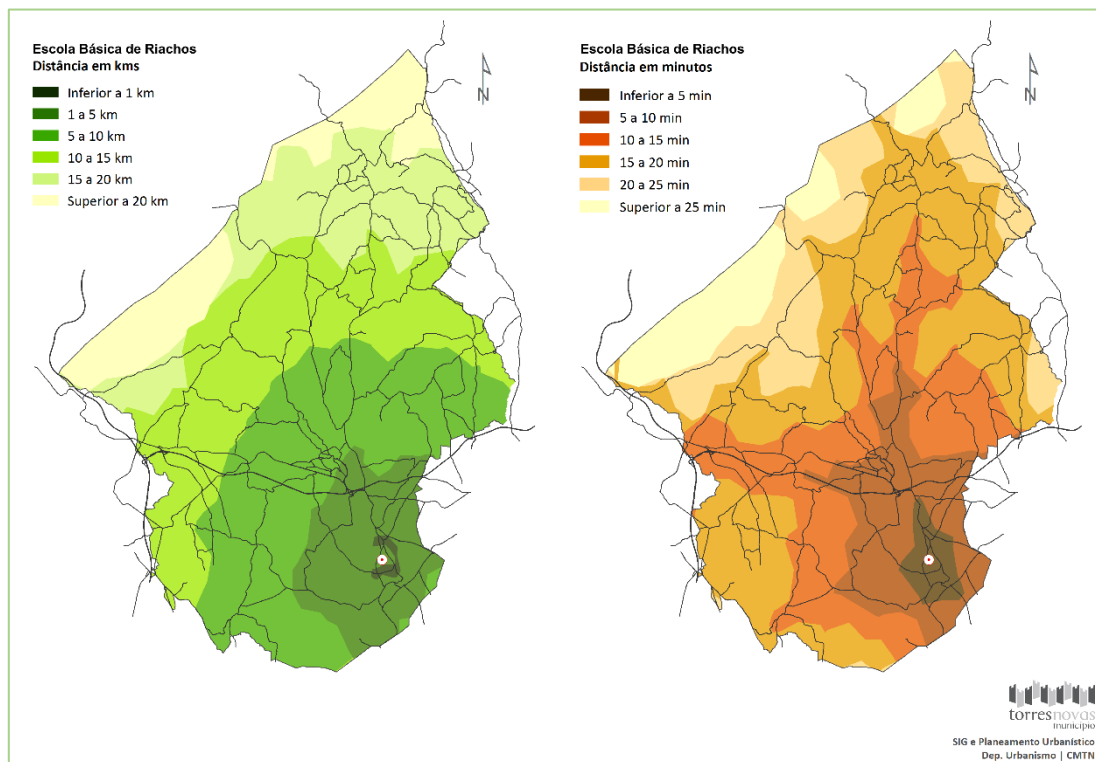 Escola Básica de Riachos
Distância em kms
Inferior a 1 km
1 a 5 km
5 a 10 km
10 a 15 km
15 a 20 km
Superior a 20 km
N
Escola Básica de Riachos
Distância em minutos
Inferior a 5 min
5 a 10 min
10 a 15 min
15 a 20 min
20 a 25 min
Superior a 25 min
N
torresnovas
município
SIG e Planeamento Urbanístico
Dep. Urbanismo | CMTN